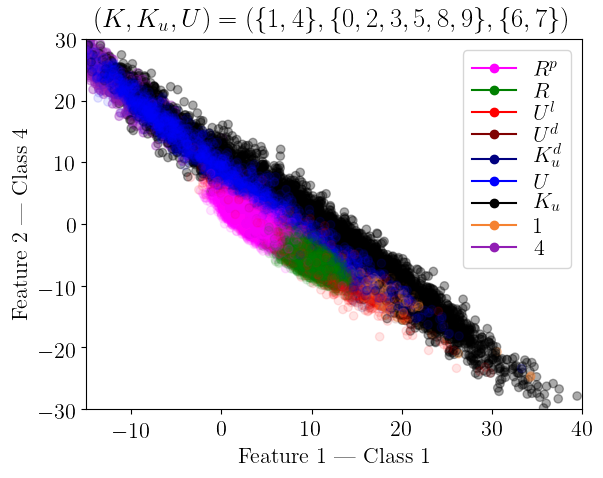 (K, K_u, U) = ({1, 4}, {0, 2, 3, 5, 8, 9}, {6, 7})
30
20
10
0
−10
−20
−30
Feature 2 — Class 4
R^p
R
U^l
U^d
K_u^d
U
K_u
1
4
−10
0
10
20
30
40
Feature 1 — Class 1